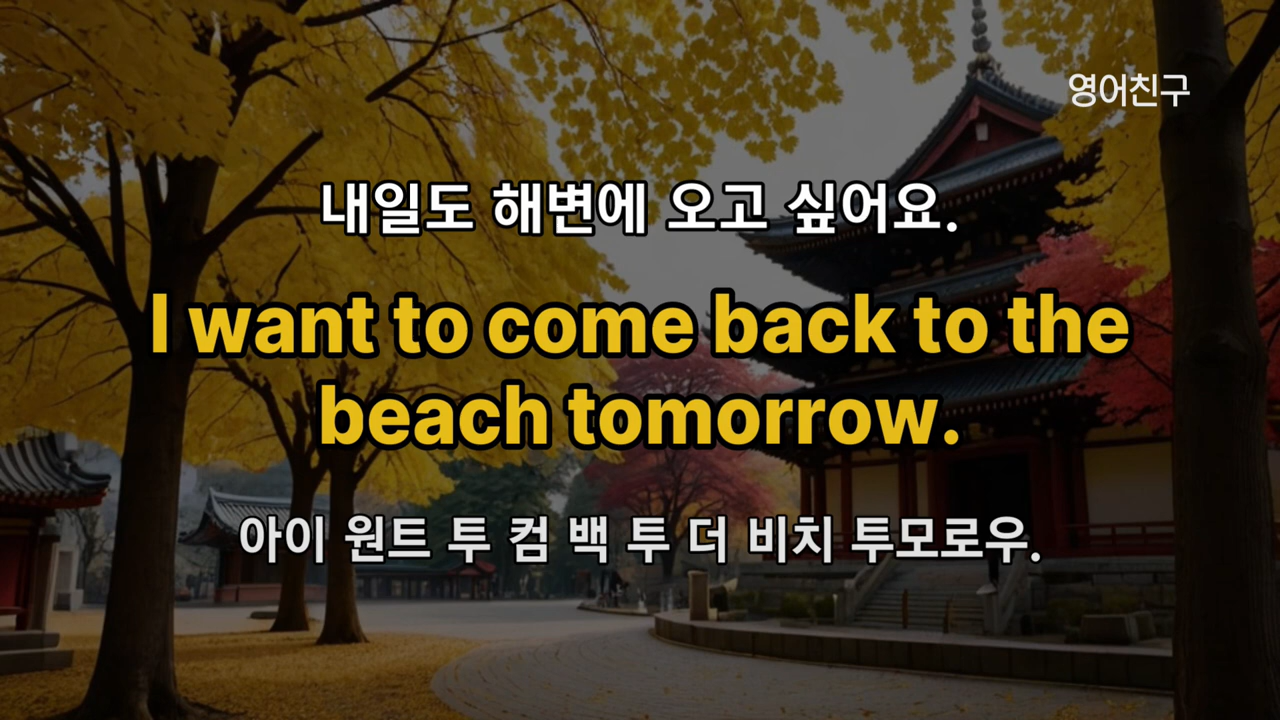 영어친구
내일도 해변에 오고 싶어요.
I want to come back to the
beach tomorrow.
아이 원트 투 컴 백 투 더 비치 투모로우.